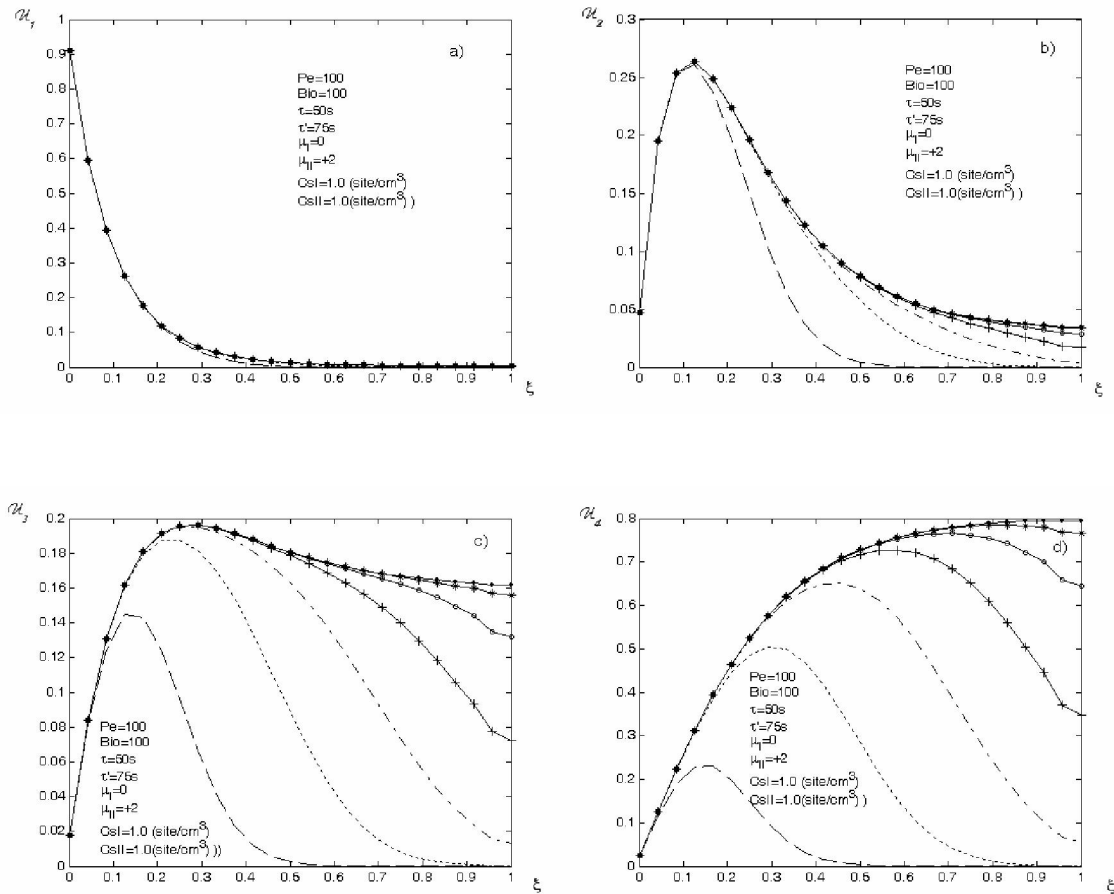 𝒰1
1
0.9
0.8
0.7
0.6
0.5
0.4
0.3
0.2
0.1
0
a)
Pe=100
Bio=100
τ=50s
τ'=75s
μI=0
μII=+2
CsI=1.0 (site/cm3)
CsII=1.0(site/cm3) )
0 0.1 0.2 0.3 0.4 0.5 0.6 0.7 0.8 0.9 1
ξ
𝒰2
0.3
0.25
0.2
0.15
0.1
0.05
0
b)
Pe=100
Bio=100
τ=50s
τ'=75s
μI=0
μII=+2
CsI=1.0 (site/cm3)
CsII=1.0(site/cm3) )
0 0.1 0.2 0.3 0.4 0.5 0.6 0.7 0.8 0.9 1
ξ
𝒰3
0.2
0.18
0.16
0.14
0.12
0.1
0.08
0.06
0.04
0.02
0
c)
Pe=100
Bio=100
τ=50s
τ'=75s
μI=0
μII=+2
CsI=1.0 (site/cm3)
CsII=1.0(site/cm3) ))
0 0.1 0.2 0.3 0.4 0.5 0.6 0.7 0.8 0.9 1
ξ
𝒰4
0.8
0.7
0.6
0.5
0.4
0.3
0.2
0.1
0
d)
Pe=100
Bio=100
τ=50s
τ'=75s
μI=0
μII=+2
CsI=1.0 (site/cm3)
CsII=1.0(site/cm3) )
0 0.1 0.2 0.3 0.4 0.5 0.6 0.7 0.8 0.9 1
ξ